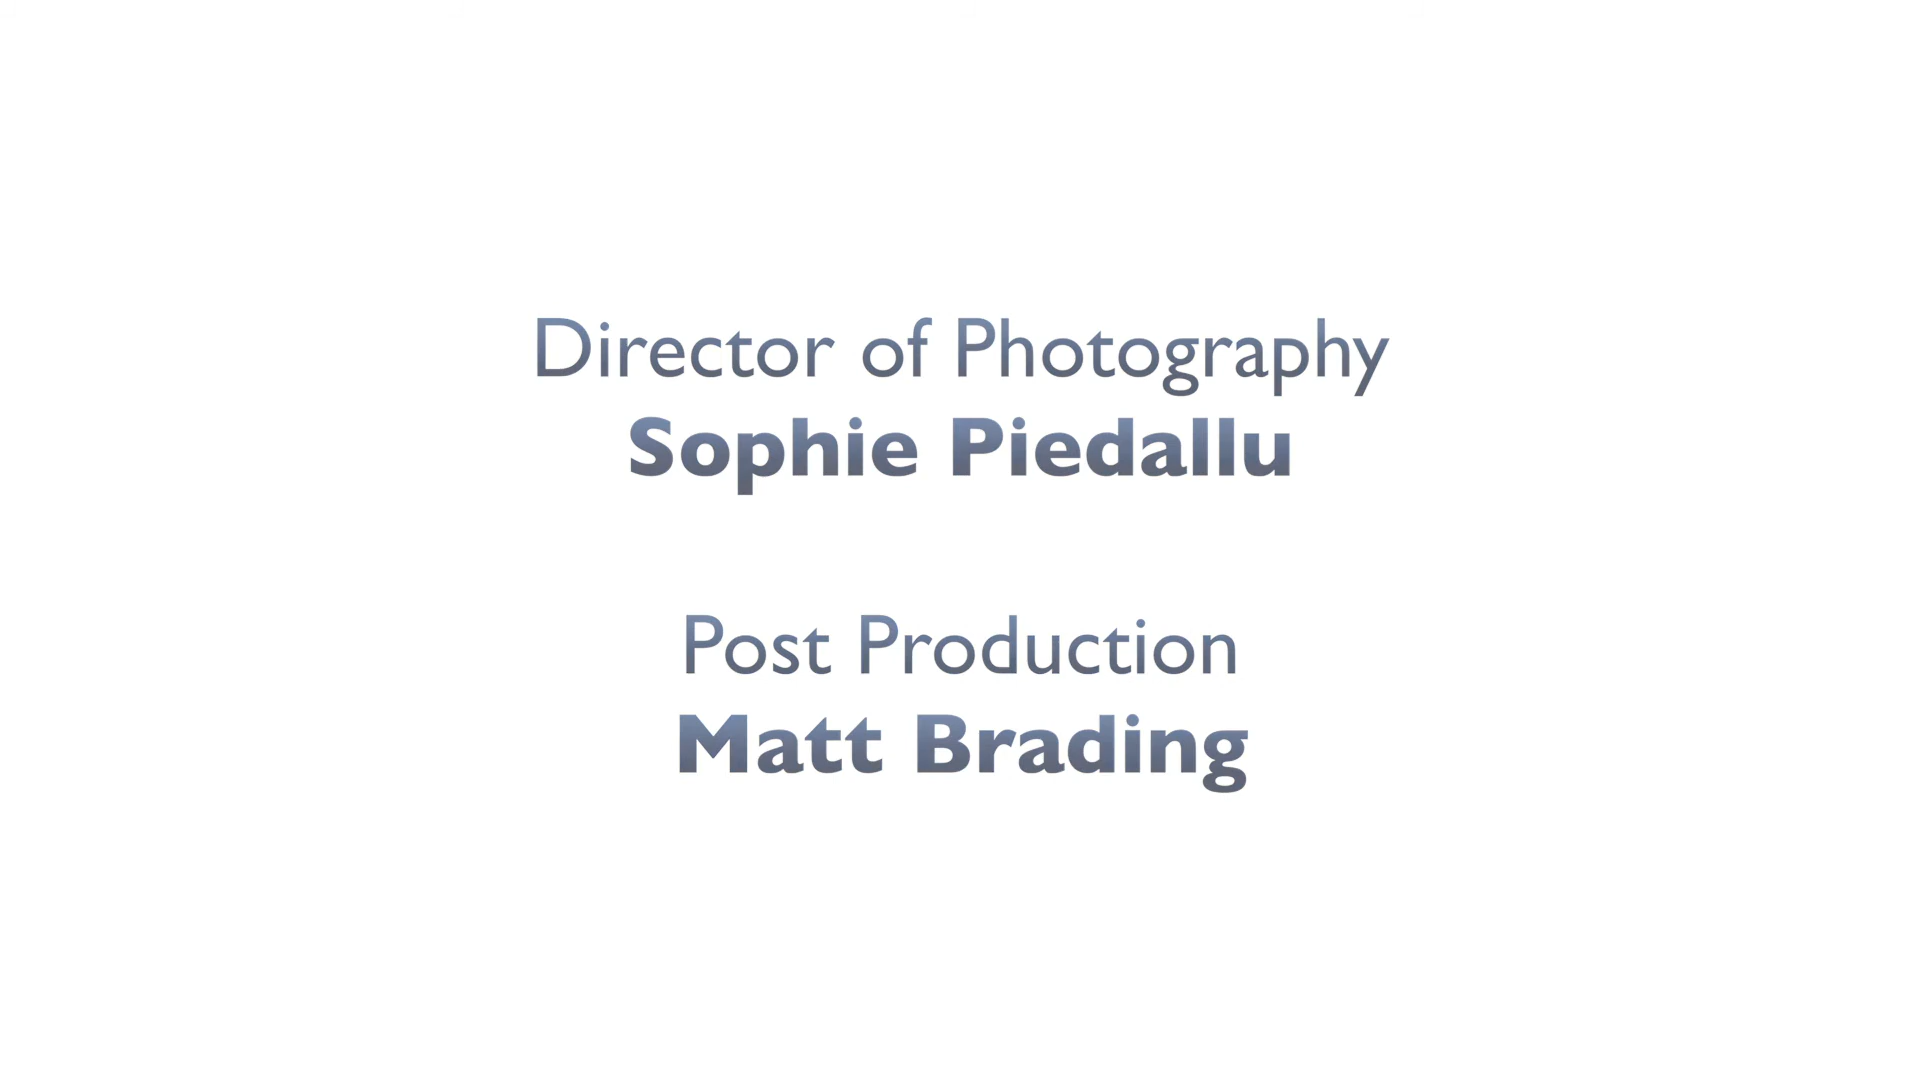 Director of Photography
Sophie Piedallu
Post Production
Matt Brading